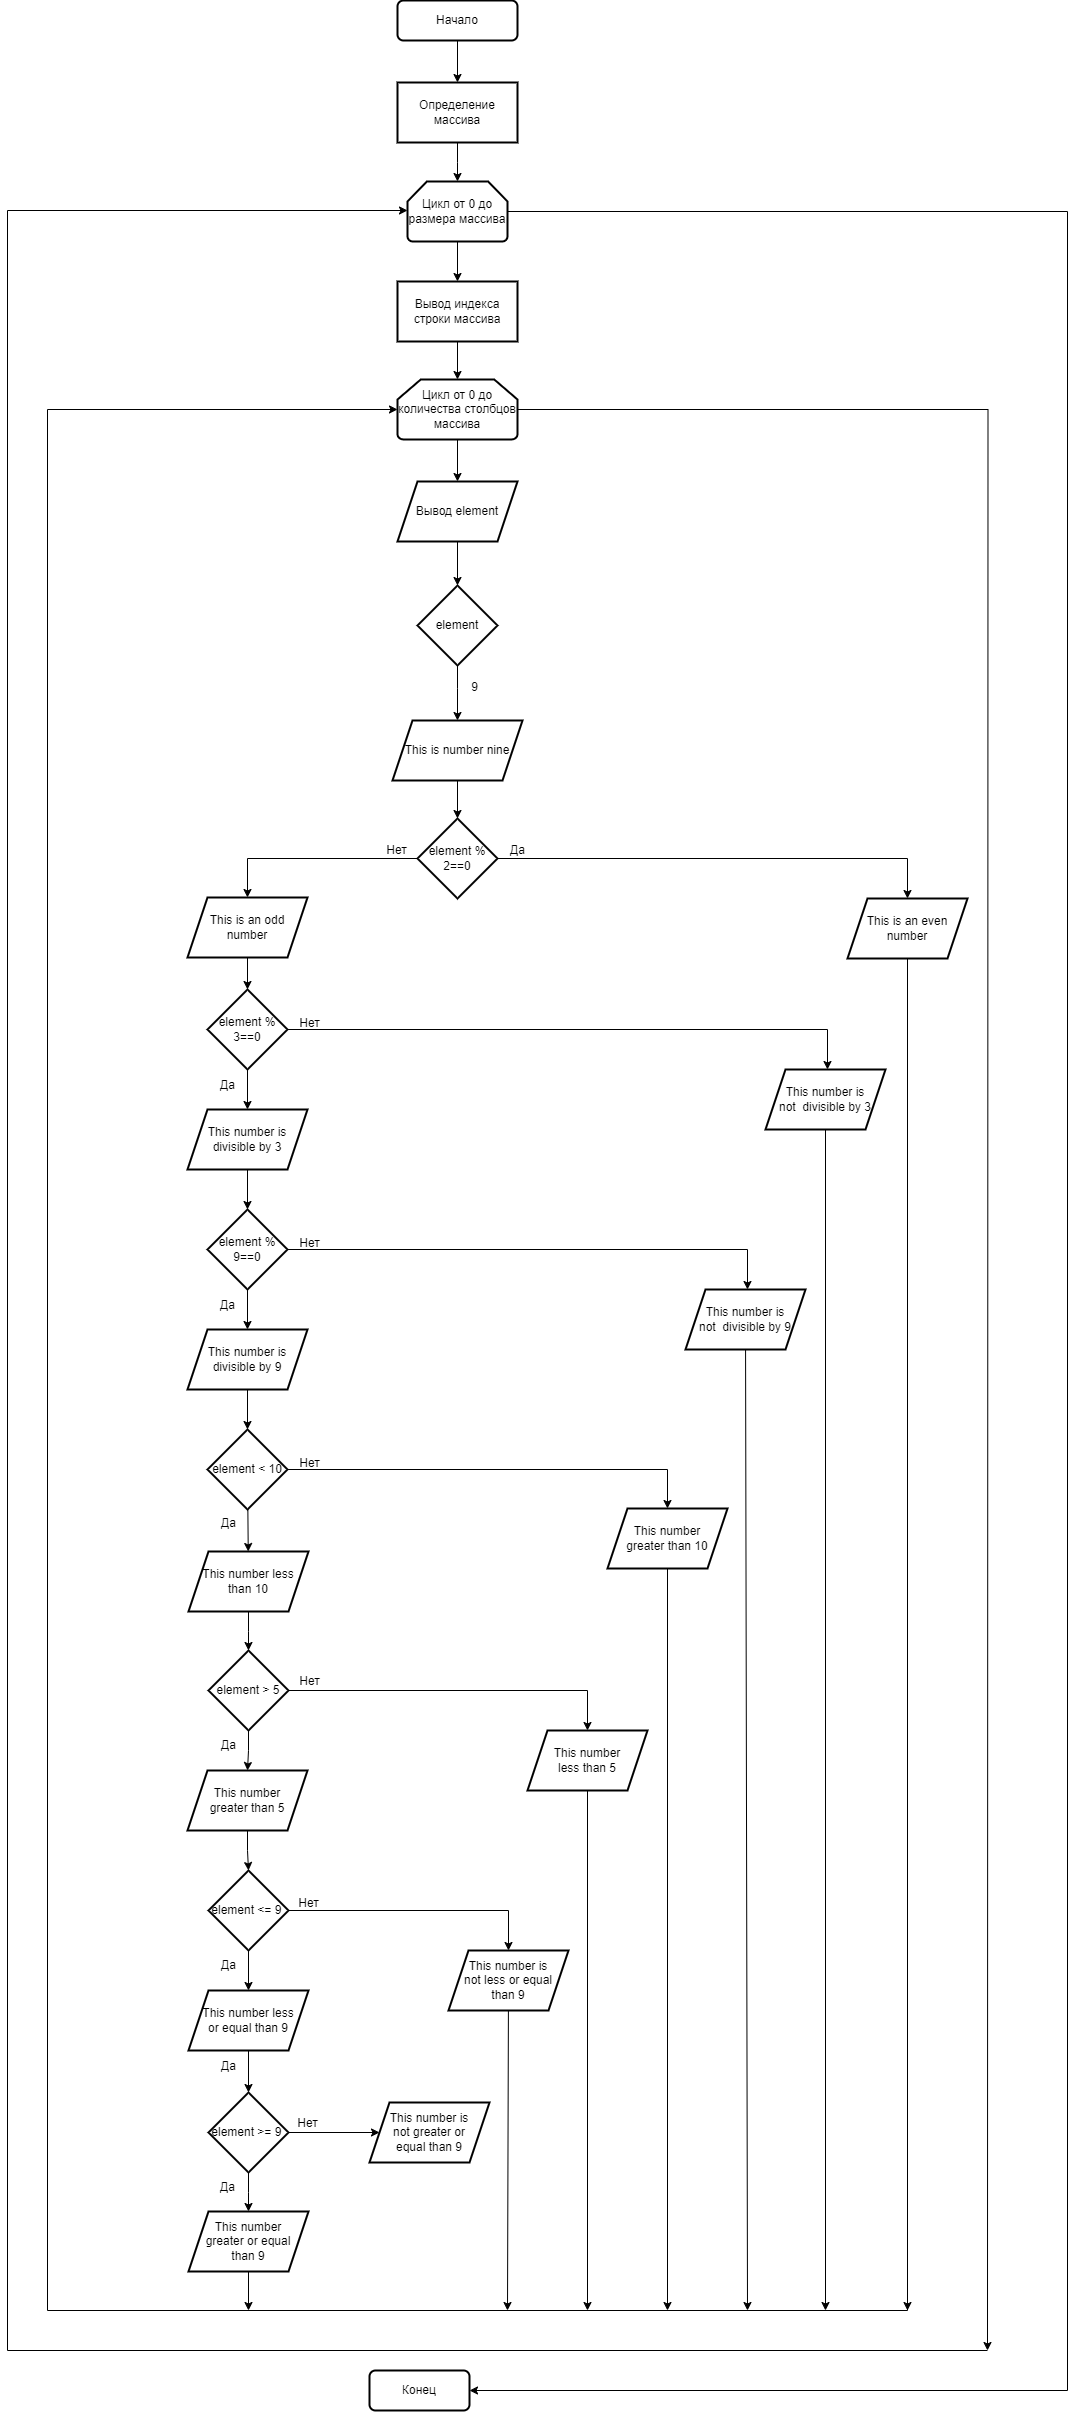 Начало
Определение
массива
Цикл от 0 до
размера массива
Вывод индекса
строки массива
Цикл от 0 до
количества столбцов
массива
Вывод element
element
9
This is number nine
element %
2==0
Нет
Да
This is an odd
number
This is an even
number
element %
3==0
Нет
Да
This number is
not divisible by 3
This number is
divisible by 3
element %
9==0
Нет
Да
This number is
not divisible by 9
This number is
divisible by 9
element < 10
Нет
Да
This number
greater than 10
This number less
than 10
element > 5
Нет
Да
This number
less than 5
This number
greater than 5
element <= 9
Нет
Да
This number is
not less or equal
than 9
This number less
or equal than 9
Да
element >= 9
Нет
This number is
not greater or
equal than 9
Да
This number
greater or equal
than 9
Конец